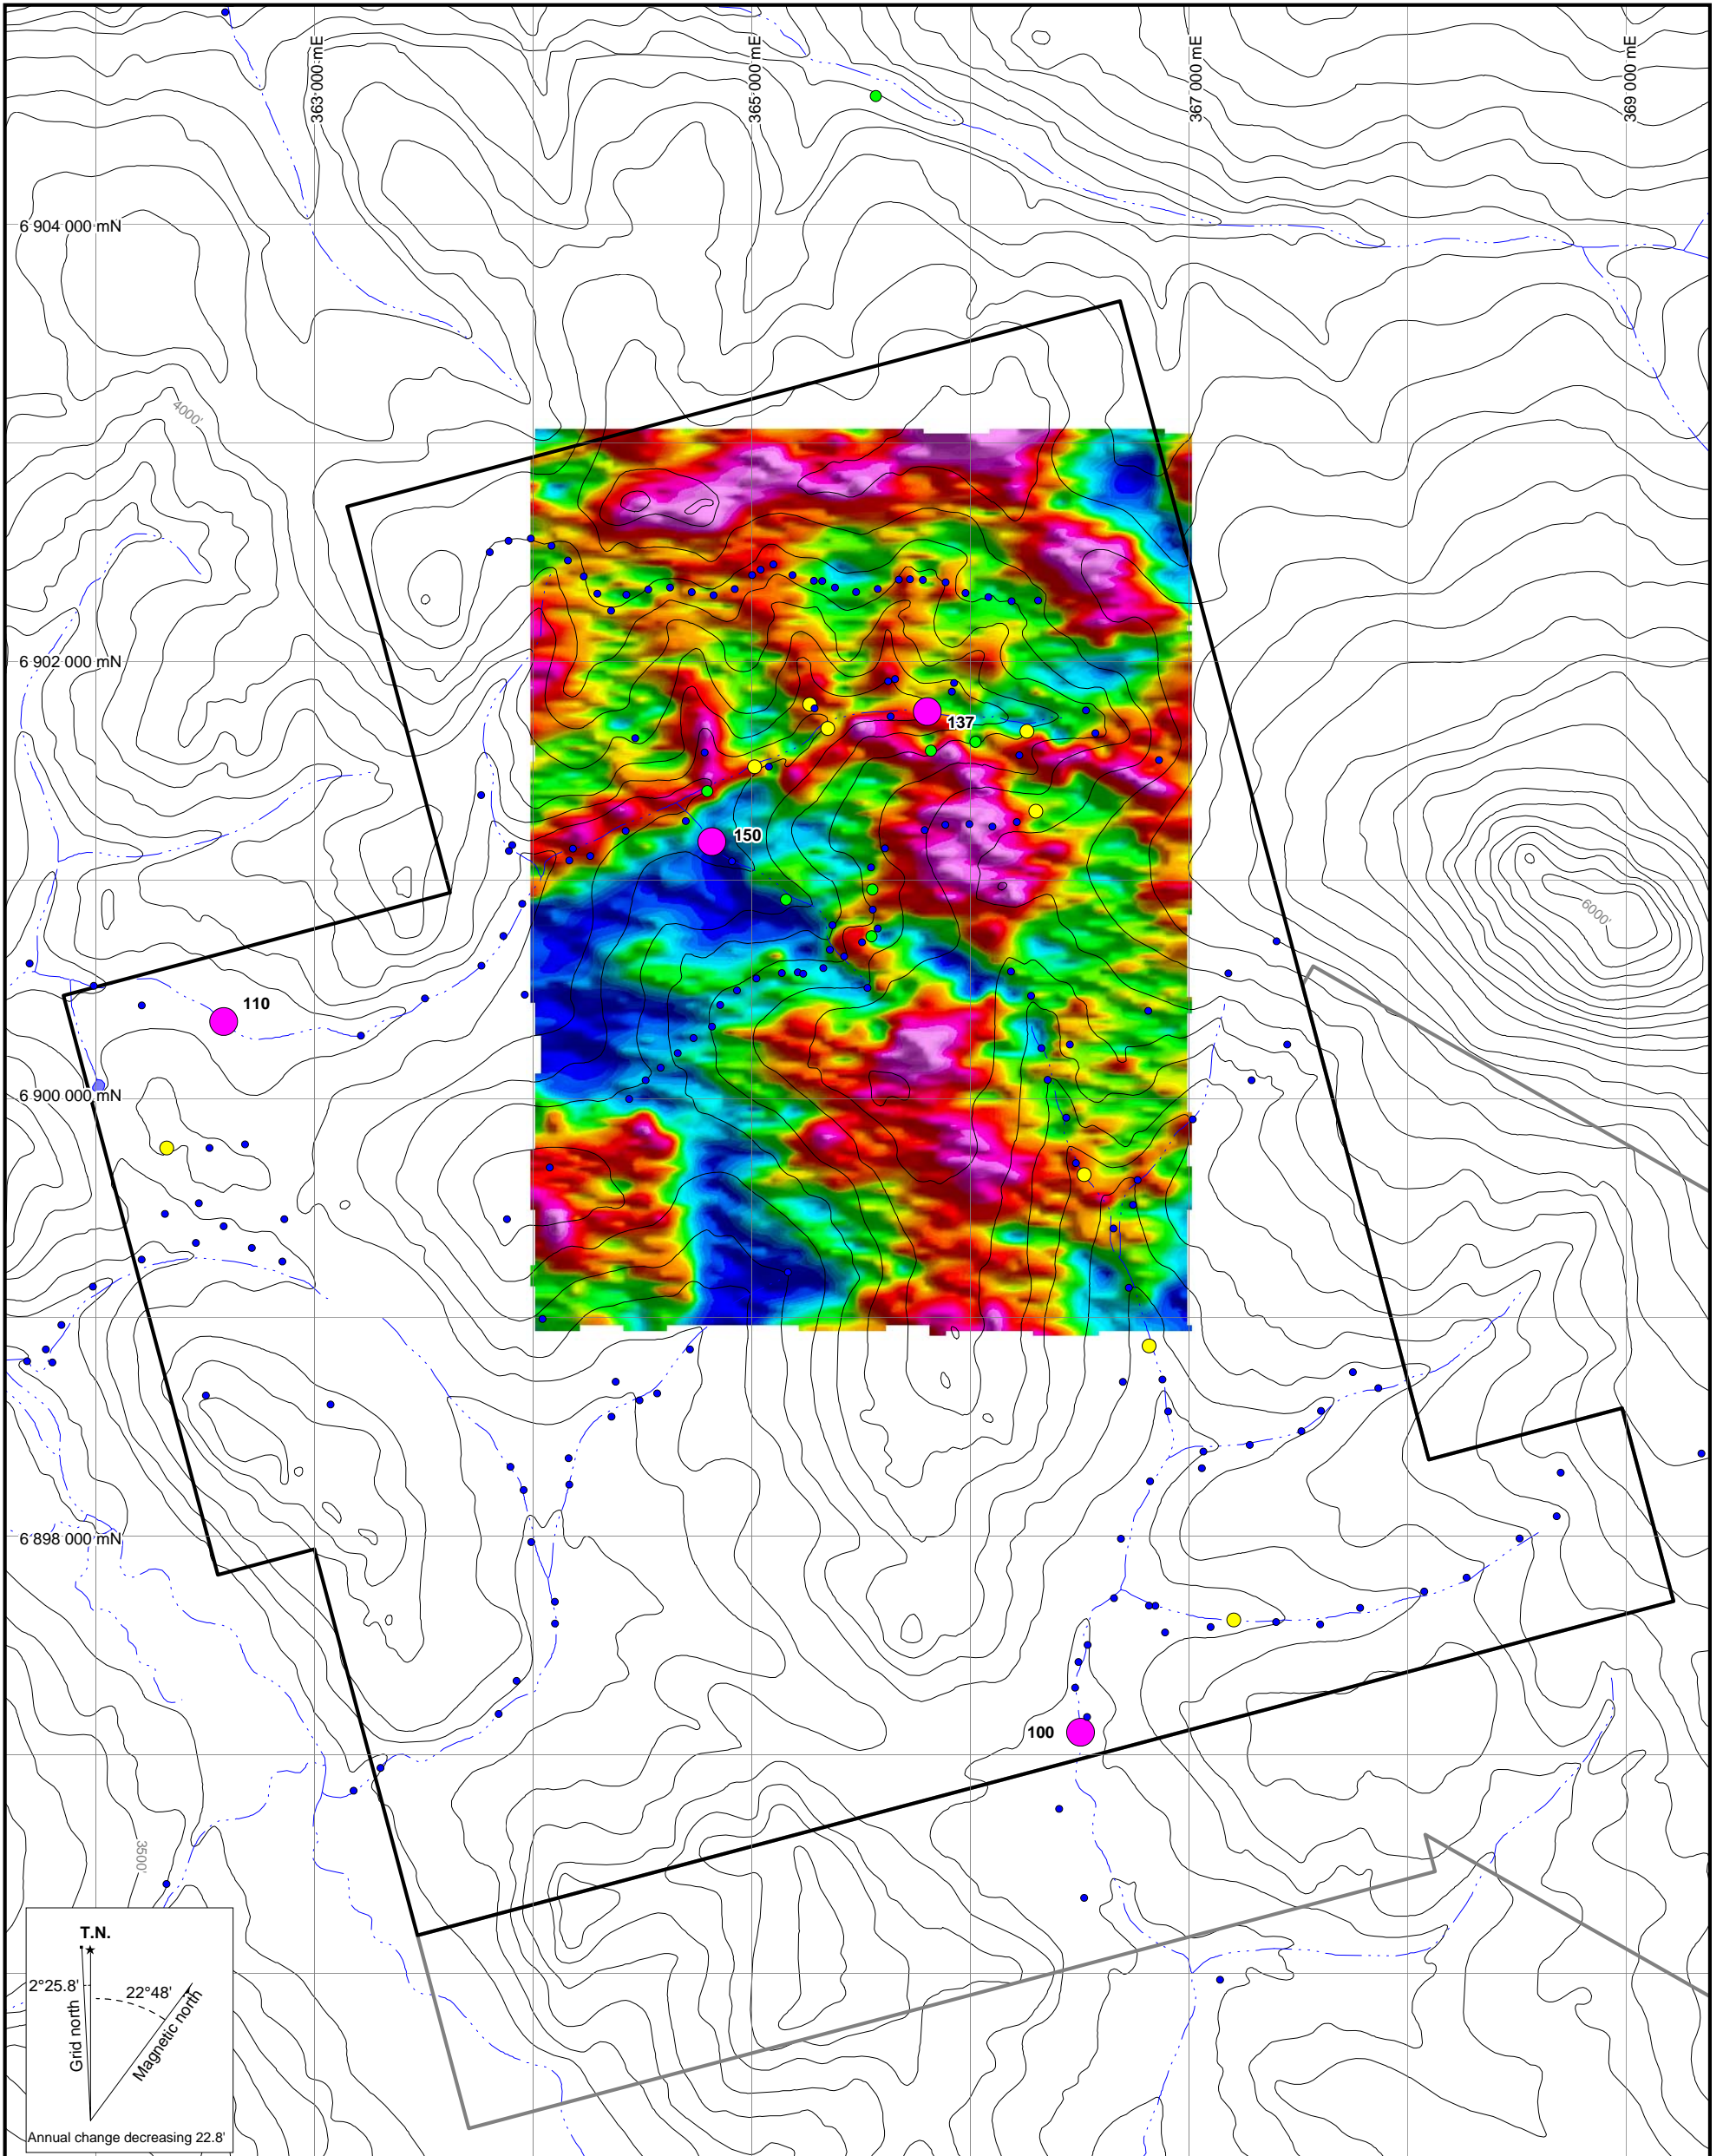 363 000 mE
365 000 mE
367 000 mE
369 000 mE
6 904 000 mN
4000'
6 902 000 mN
137
150
6000'
110
6 900 000 mN
6 898 000 mN
100
3500'
T.N.
2°25.8'
22°48'
Grid north
Magnetic north
Annual change decreasing 22.8'